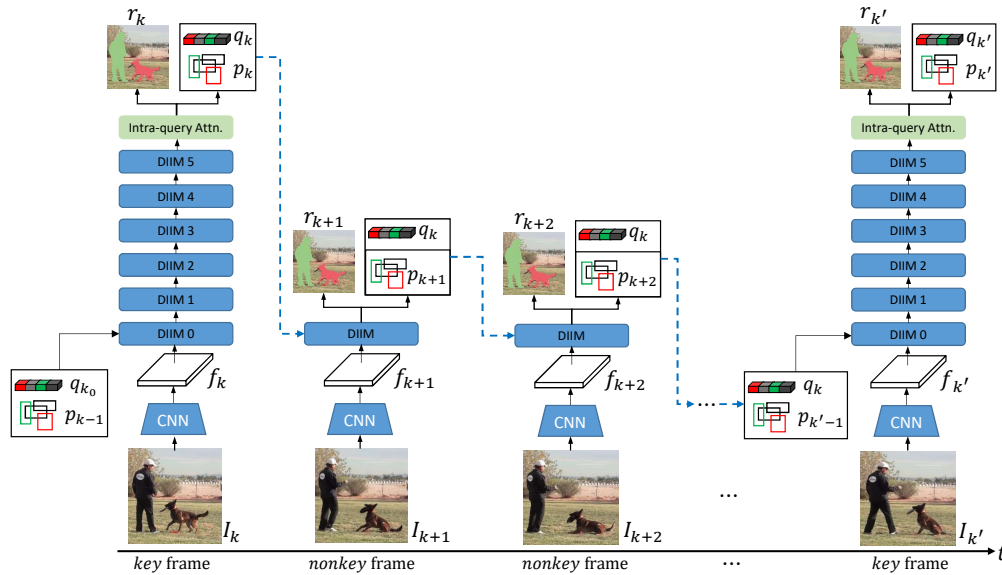 r_k
q_k
p_k
Intra-query Attn.
DIIM 5
DIIM 4
DIIM 3
DIIM 2
DIIM 1
DIIM 0
q_{k_0}
p_{k-1}
f_k
CNN
I_k
key frame
r_{k+1}
q_k
p_{k+1}
DIIM
f_{k+1}
CNN
I_{k+1}
nonkey frame
r_{k+2}
q_k
p_{k+2}
DIIM
f_{k+2}
CNN
I_{k+2}
nonkey frame
...
...
...
q_k
p_{k'-1}
r_{k'}
q_{k'}
p_{k'}
Intra-query Attn.
DIIM 5
DIIM 4
DIIM 3
DIIM 2
DIIM 1
DIIM 0
f_{k'}
CNN
I_{k'}
key frame
t